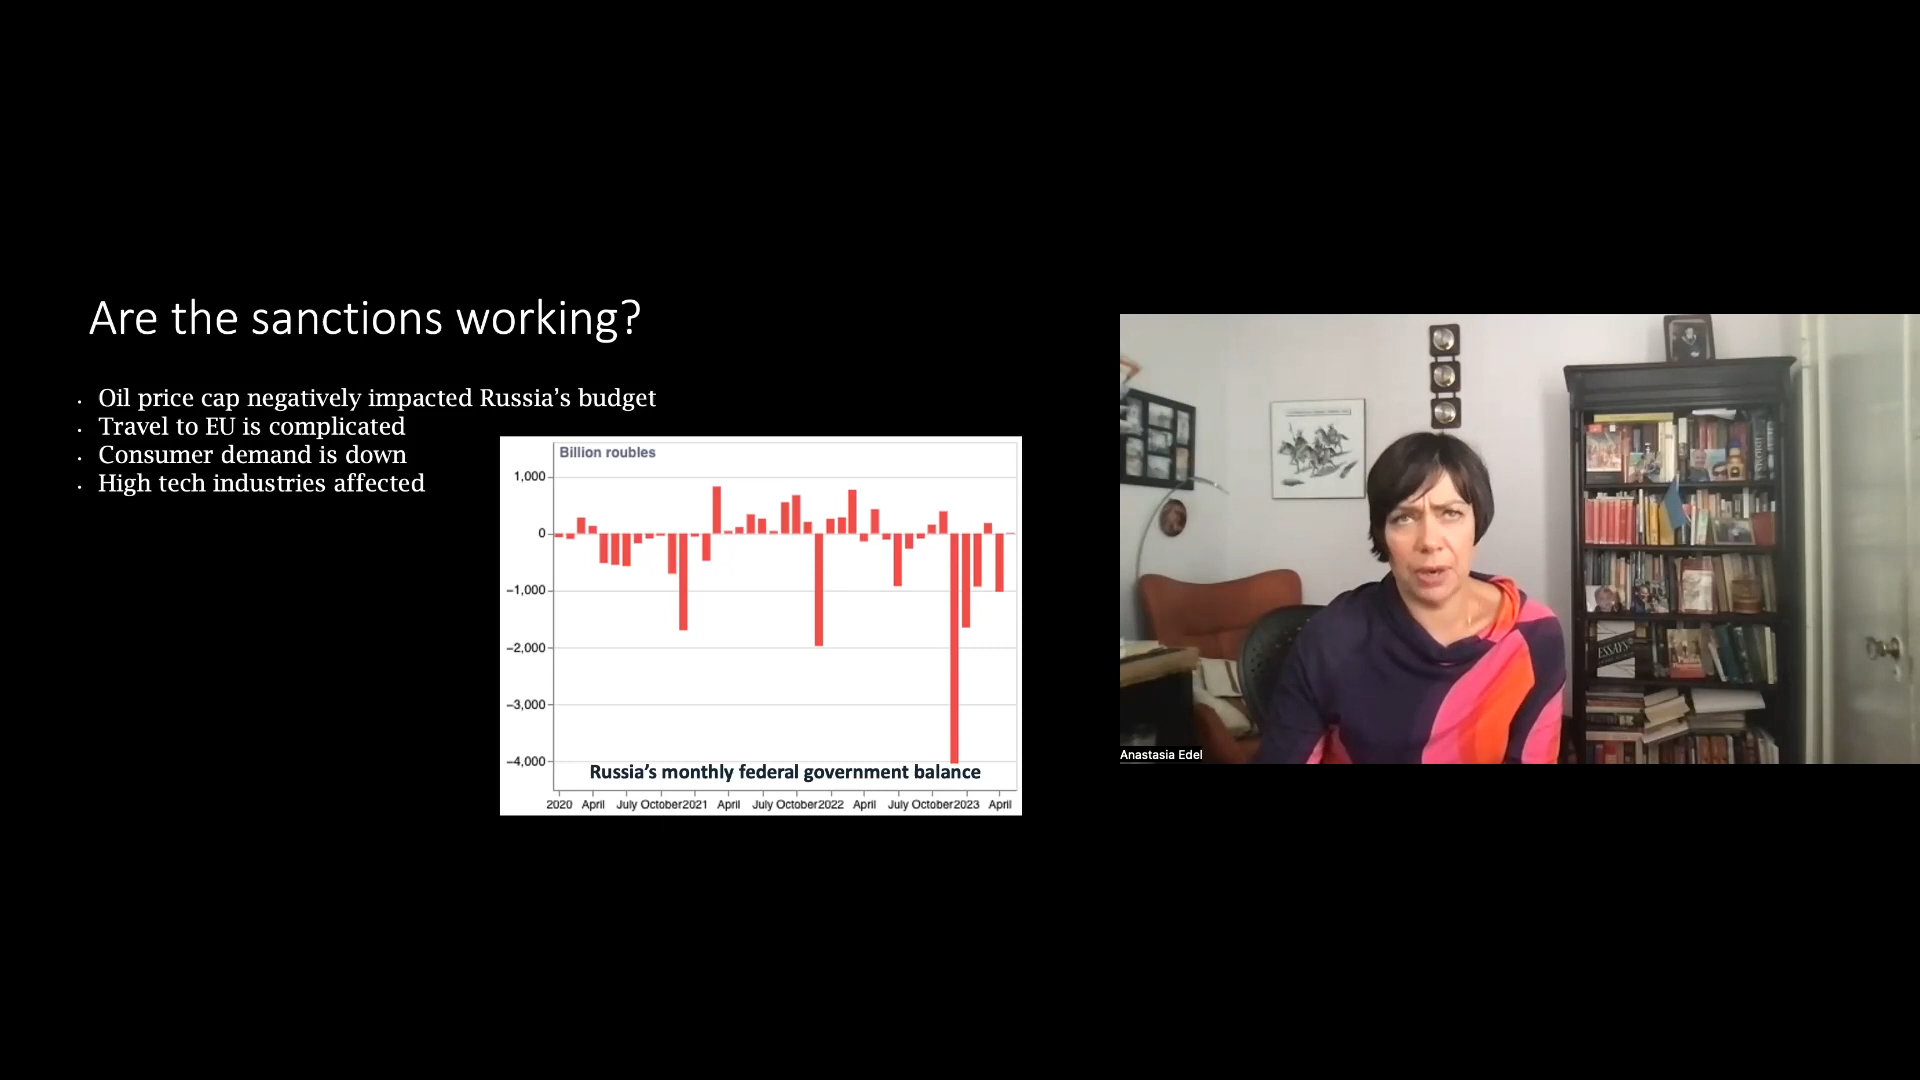 Are the sanctions working?
· Oil price cap negatively impacted Russia's budget
· Travel to EU is complicated
· Consumer demand is down
· High tech industries affected
Billion roubles
1,000
0
–1,000
–2,000
–3,000
–4,000
Russia's monthly federal government balance
2020 April July October 2021 April July October 2022 April July October 2023 April
ESSAYS
Anastasia Edel